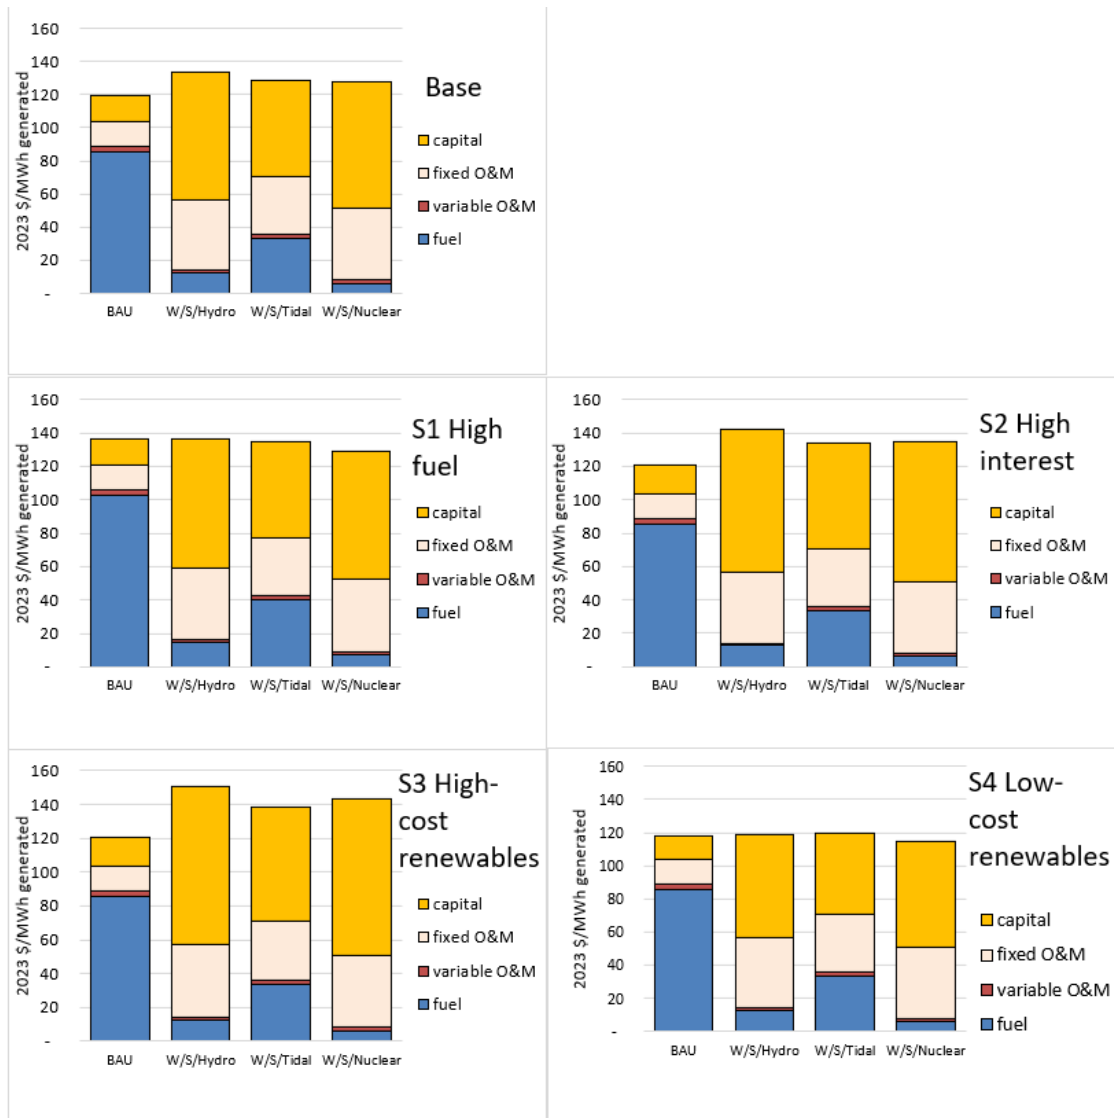 160
140
120
100
80
60
40
20
-
2023 $/MWh generated
BAU
W/S/Hydro
W/S/Tidal
W/S/Nuclear
Base
capital
fixed O&M
variable O&M
fuel
160
140
120
100
80
60
40
20
-
2023 $/MWh generated
BAU
W/S/Hydro
W/S/Tidal
W/S/Nuclear
S1 High
fuel
capital
fixed O&M
variable O&M
fuel
160
140
120
100
80
60
40
20
-
2023 $/MWh generated
BAU
W/S/Hydro
W/S/Tidal
W/S/Nuclear
S2 High
interest
capital
fixed O&M
variable O&M
fuel
160
140
120
100
80
60
40
20
-
2023 $/MWh generated
BAU
W/S/Hydro
W/S/Tidal
W/S/Nuclear
S3 High-
cost
renewables
capital
fixed O&M
variable O&M
fuel
160
140
120
100
80
60
40
20
-
2023 $/MWh generated
BAU
W/S/Hydro
W/S/Tidal
W/S/Nuclear
S4 Low-
cost
renewables
capital
fixed O&M
variable O&M
fuel